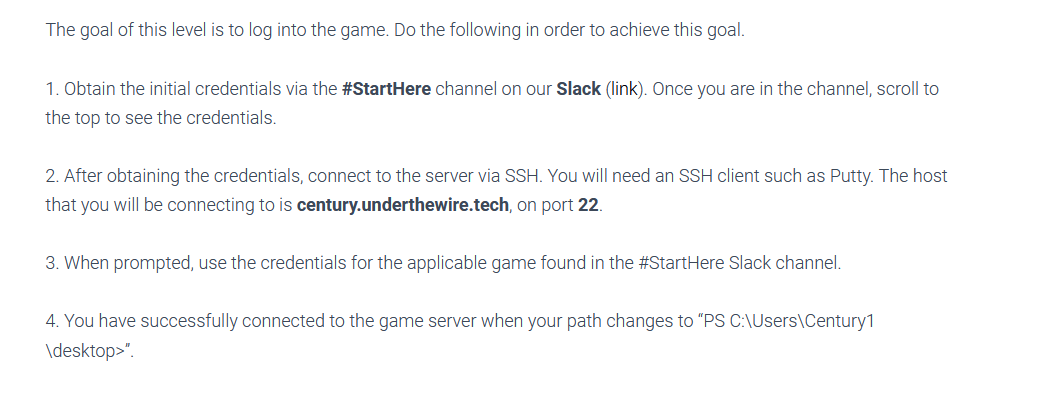 The goal of this level is to log into the game. Do the following in order to achieve this goal.
1. Obtain the initial credentials via the #StartHere channel on our Slack (link). Once you are in the channel, scroll to
the top to see the credentials.
2. After obtaining the credentials, connect to the server via SSH. You will need an SSH client such as Putty. The host
that you will be connecting to is century.underthewire.tech, on port 22.
3. When prompted, use the credentials for the applicable game found in the #StartHere Slack channel.
4. You have successfully connected to the game server when your path changes to “PS C:\Users\Century1
\desktop>”.